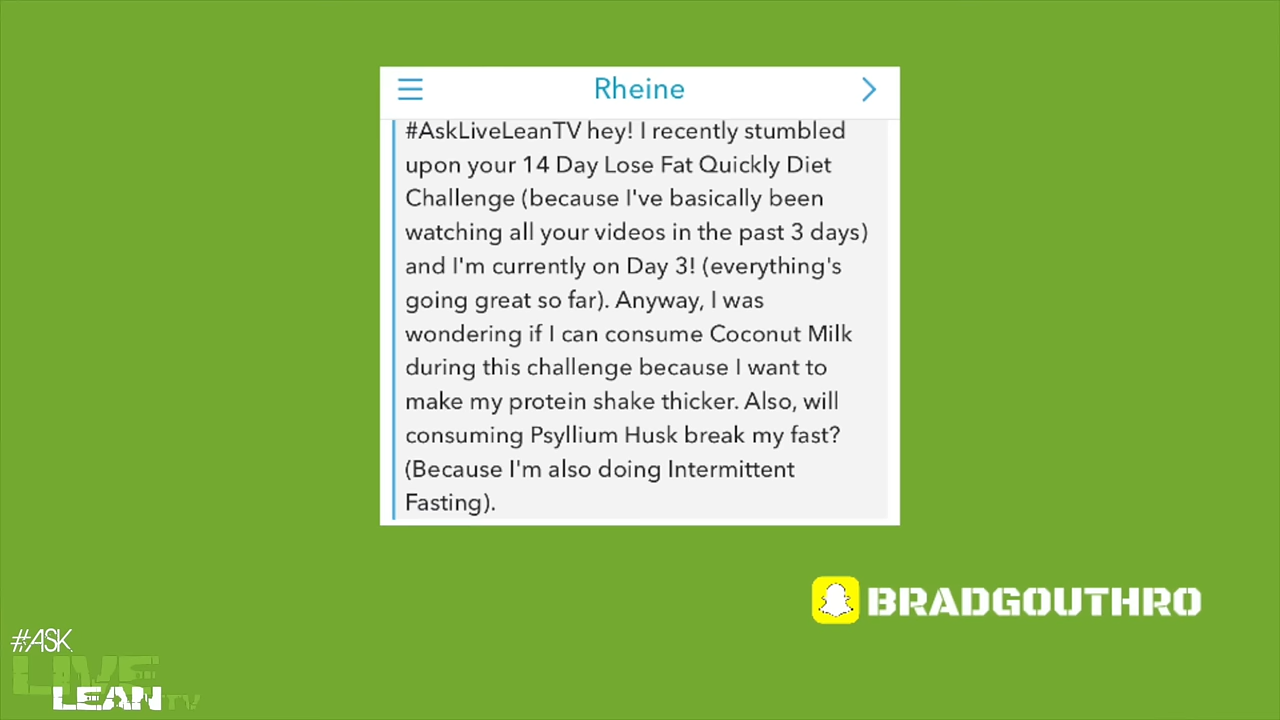 Rheine
#AskLiveLeanTV hey! I recently stumbled
upon your 14 Day Lose Fat Quickly Diet
Challenge (because I've basically been
watching all your videos in the past 3 days)
and I'm currently on Day 3! (everything's
going great so far). Anyway, I was
wondering if I can consume Coconut Milk
during this challenge because I want to
make my protein shake thicker. Also, will
consuming Psyllium Husk break my fast?
(Because I'm also doing Intermittent
Fasting).
BRADGOUTHRO
#ASK
LIVE
LEAN TV